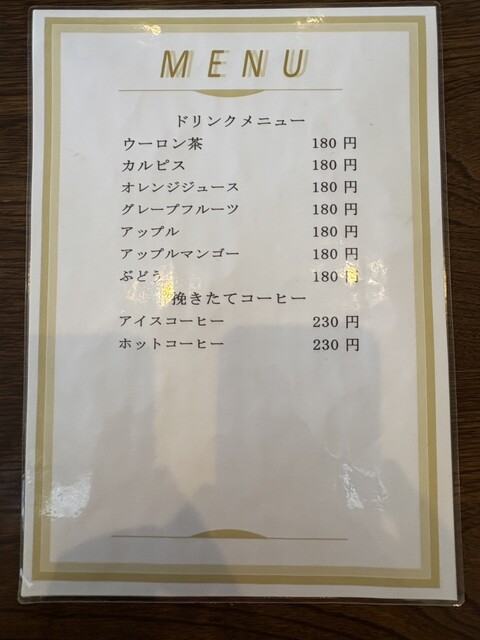 MENU
ドリンクメニュー
ウーロン茶 180 円
カルピス 180 円
オレンジジュース 180 円
グレープフルーツ 180 円
アップル 180 円
アップルマンゴー 180 円
ぶどう 180 円
挽きたてコーヒー
アイスコーヒー 230 円
ホットコーヒー 230 円